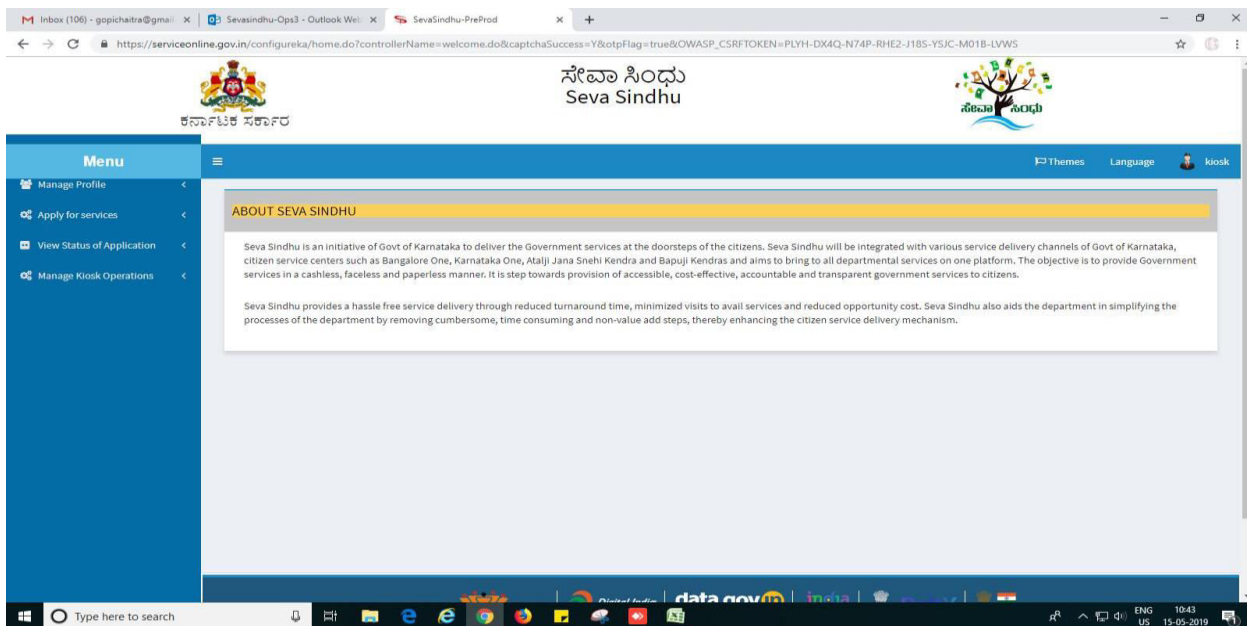 Inbox (106) - gopichaitra@gmail
Sevasindhu-Ops3 - Outlook Web
SevaSindhu-PreProd
https://serviceonline.gov.in/configureka/home.do?controllerName=welcome.do&captchaSuccess=Y&otpFlag=true&OWASP_CSRFTOKEN=PLYH-DX4Q-N74P-RHE2-J18S-YSJC-M01B-LVWS
ಕರ್ನಾಟಕ ಸರ್ಕಾರ
ಸೇವಾ ಸಿಂಧು
Seva Sindhu
ಸೇವಾ ಸಿಂಧು
Menu
Themes Language kiosk
Manage Profile
Apply for services
View Status of Application
Manage Kiosk Operations
ABOUT SEVA SINDHU
Seva Sindhu is an initiative of Govt of Karnataka to deliver the Government services at the doorsteps of the citizens. Seva Sindhu will be integrated with various service delivery channels of Govt of Karnataka,
citizen service centers such as Bangalore One, Karnataka One, Atalji Jana Snehi Kendra and Bapuji Kendras and aims to bring to all departmental services on one platform. The objective is to provide Government
services in a cashless, faceless and paperless manner. It is step towards provision of accessible, cost-effective, accountable and transparent government services to citizens.
Seva Sindhu provides a hassle free service delivery through reduced turnaround time, minimized visits to avail services and reduced opportunity cost. Seva Sindhu also aids the department in simplifying the
processes of the department by removing cumbersome, time consuming and non-value add steps, thereby enhancing the citizen service delivery mechanism.
Digital India data.gov.in india
Type here to search
ENG 10:43
US 15-05-2019